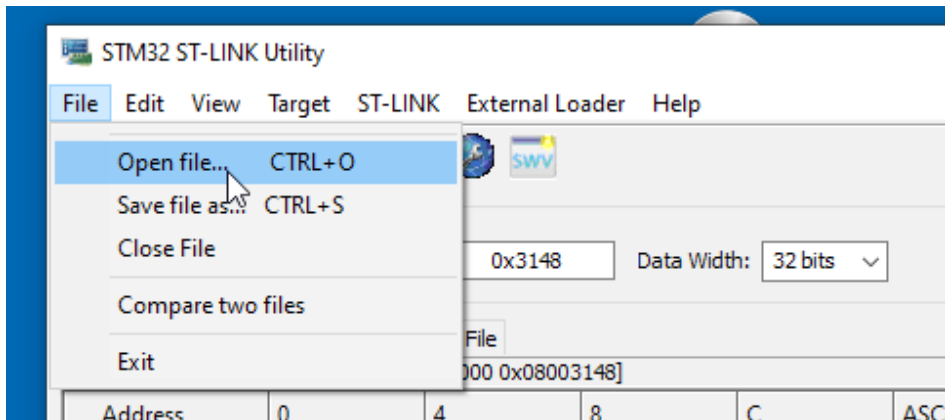 STM32 ST-LINK Utility
File Edit View Target ST-LINK External Loader Help
Open file... CTRL+O
SWV
Save file as... CTRL+S
Close File
0x3148 Data Width: 32 bits
Compare two files
File
Exit
000 0x08003148]
Address 0 4 8 C ASC